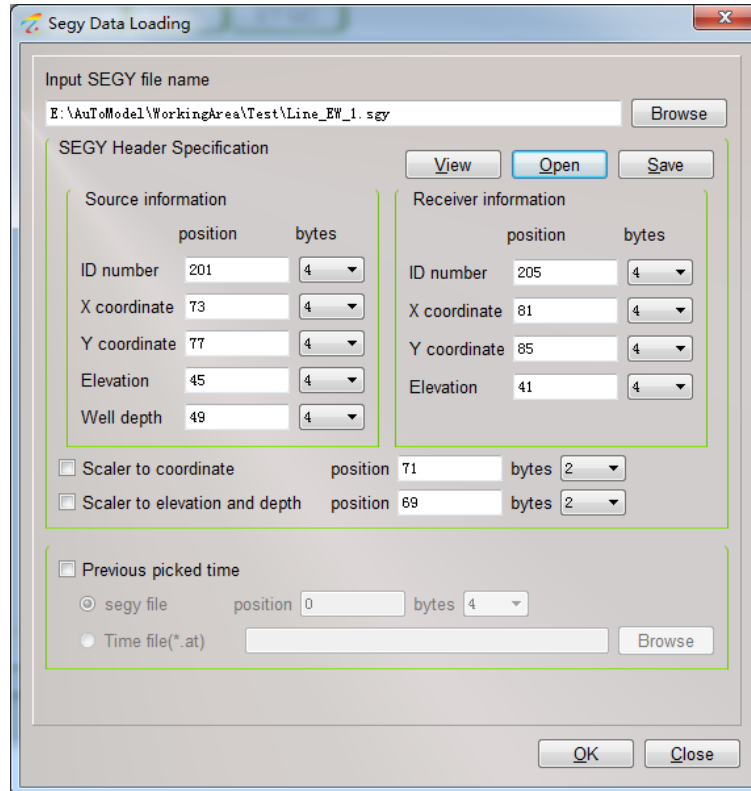 Segy Data Loading
Input SEGY file name
E:\AuToModel\WorkingArea\Test\Line_EW_1.sgy Browse
SEGY Header Specification
View Open Save
Source information
position bytes
ID number 201 4
X coordinate 73 4
Y coordinate 77 4
Elevation 45 4
Well depth 49 4
Receiver information
position bytes
ID number 205 4
X coordinate 81 4
Y coordinate 85 4
Elevation 41 4
Scaler to coordinate position 71 bytes 2
Scaler to elevation and depth position 69 bytes 2
Previous picked time
segy file position 0 bytes 4
Time file(*.at) Browse
OK Close